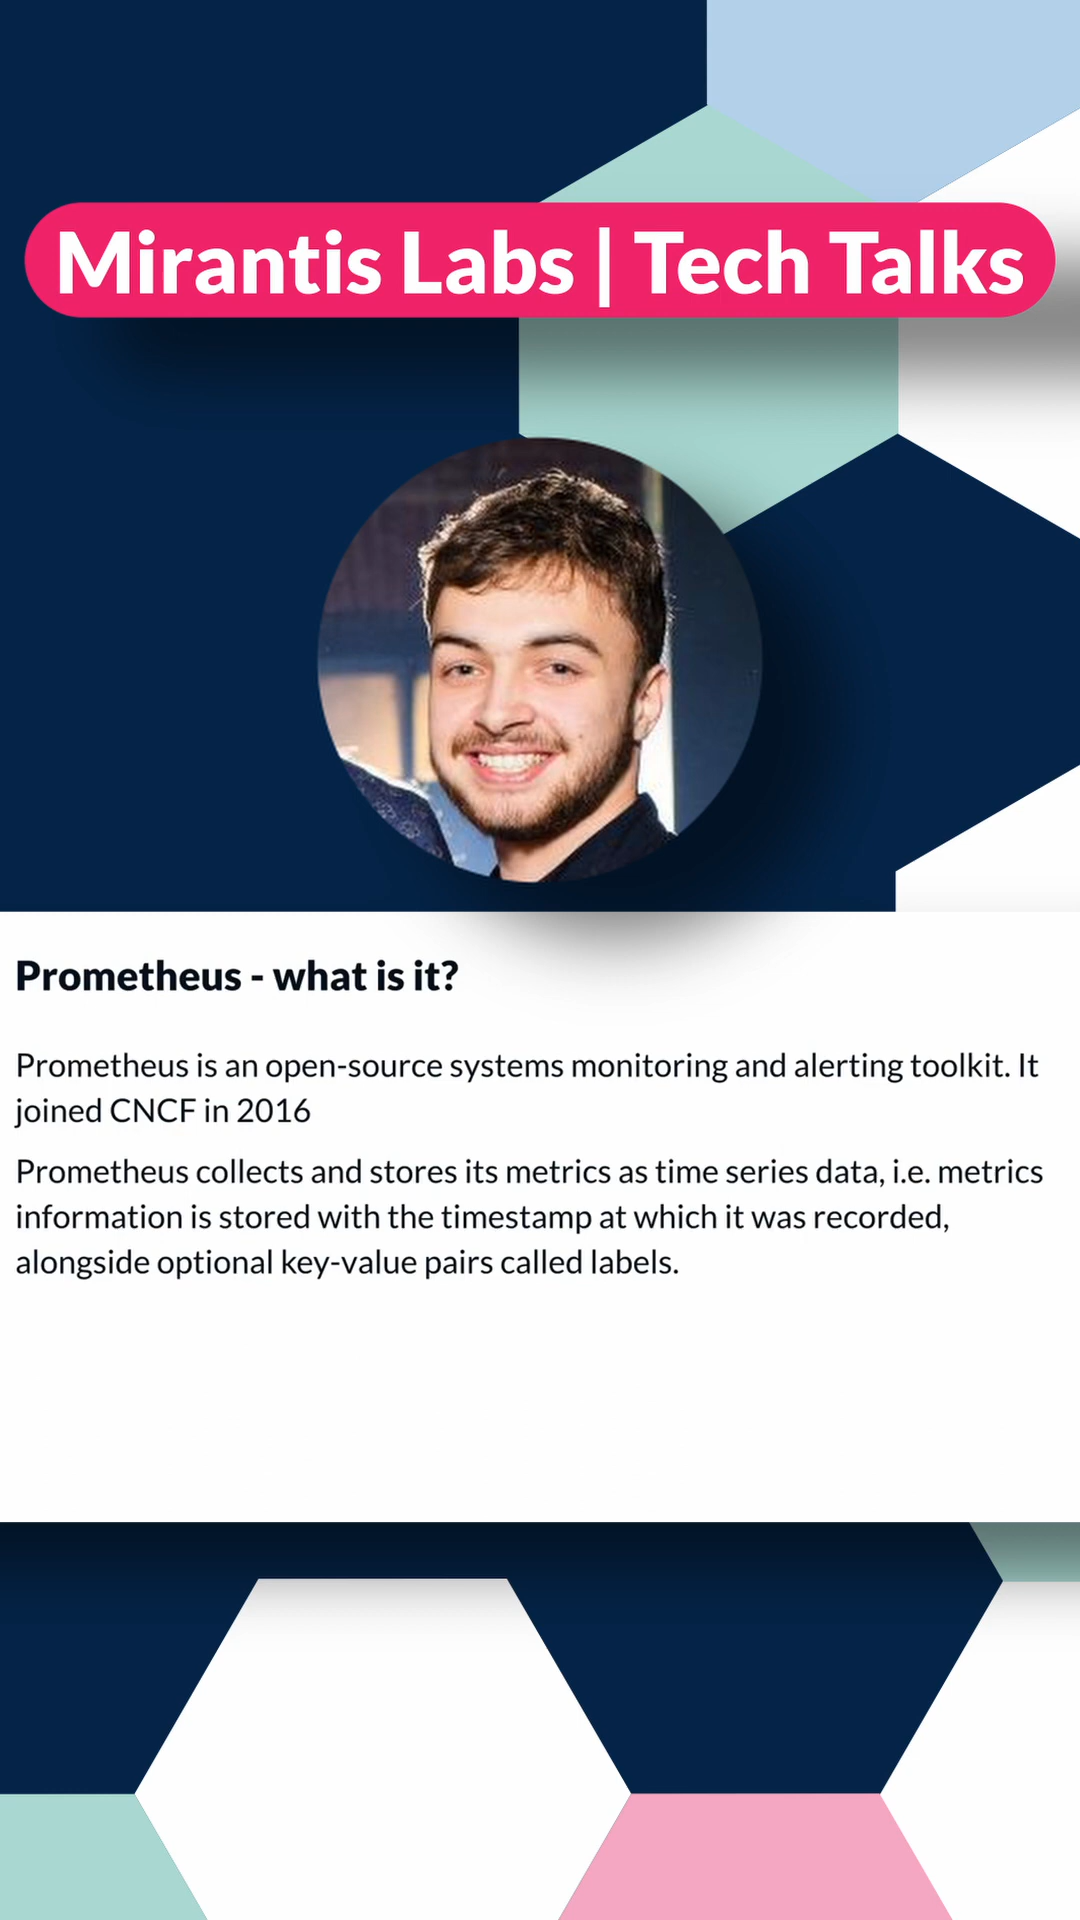 Mirantis Labs | Tech Talks
Prometheus - what is it?
Prometheus is an open-source systems monitoring and alerting toolkit. It
joined CNCF in 2016
Prometheus collects and stores its metrics as time series data, i.e. metrics
information is stored with the timestamp at which it was recorded,
alongside optional key-value pairs called labels.